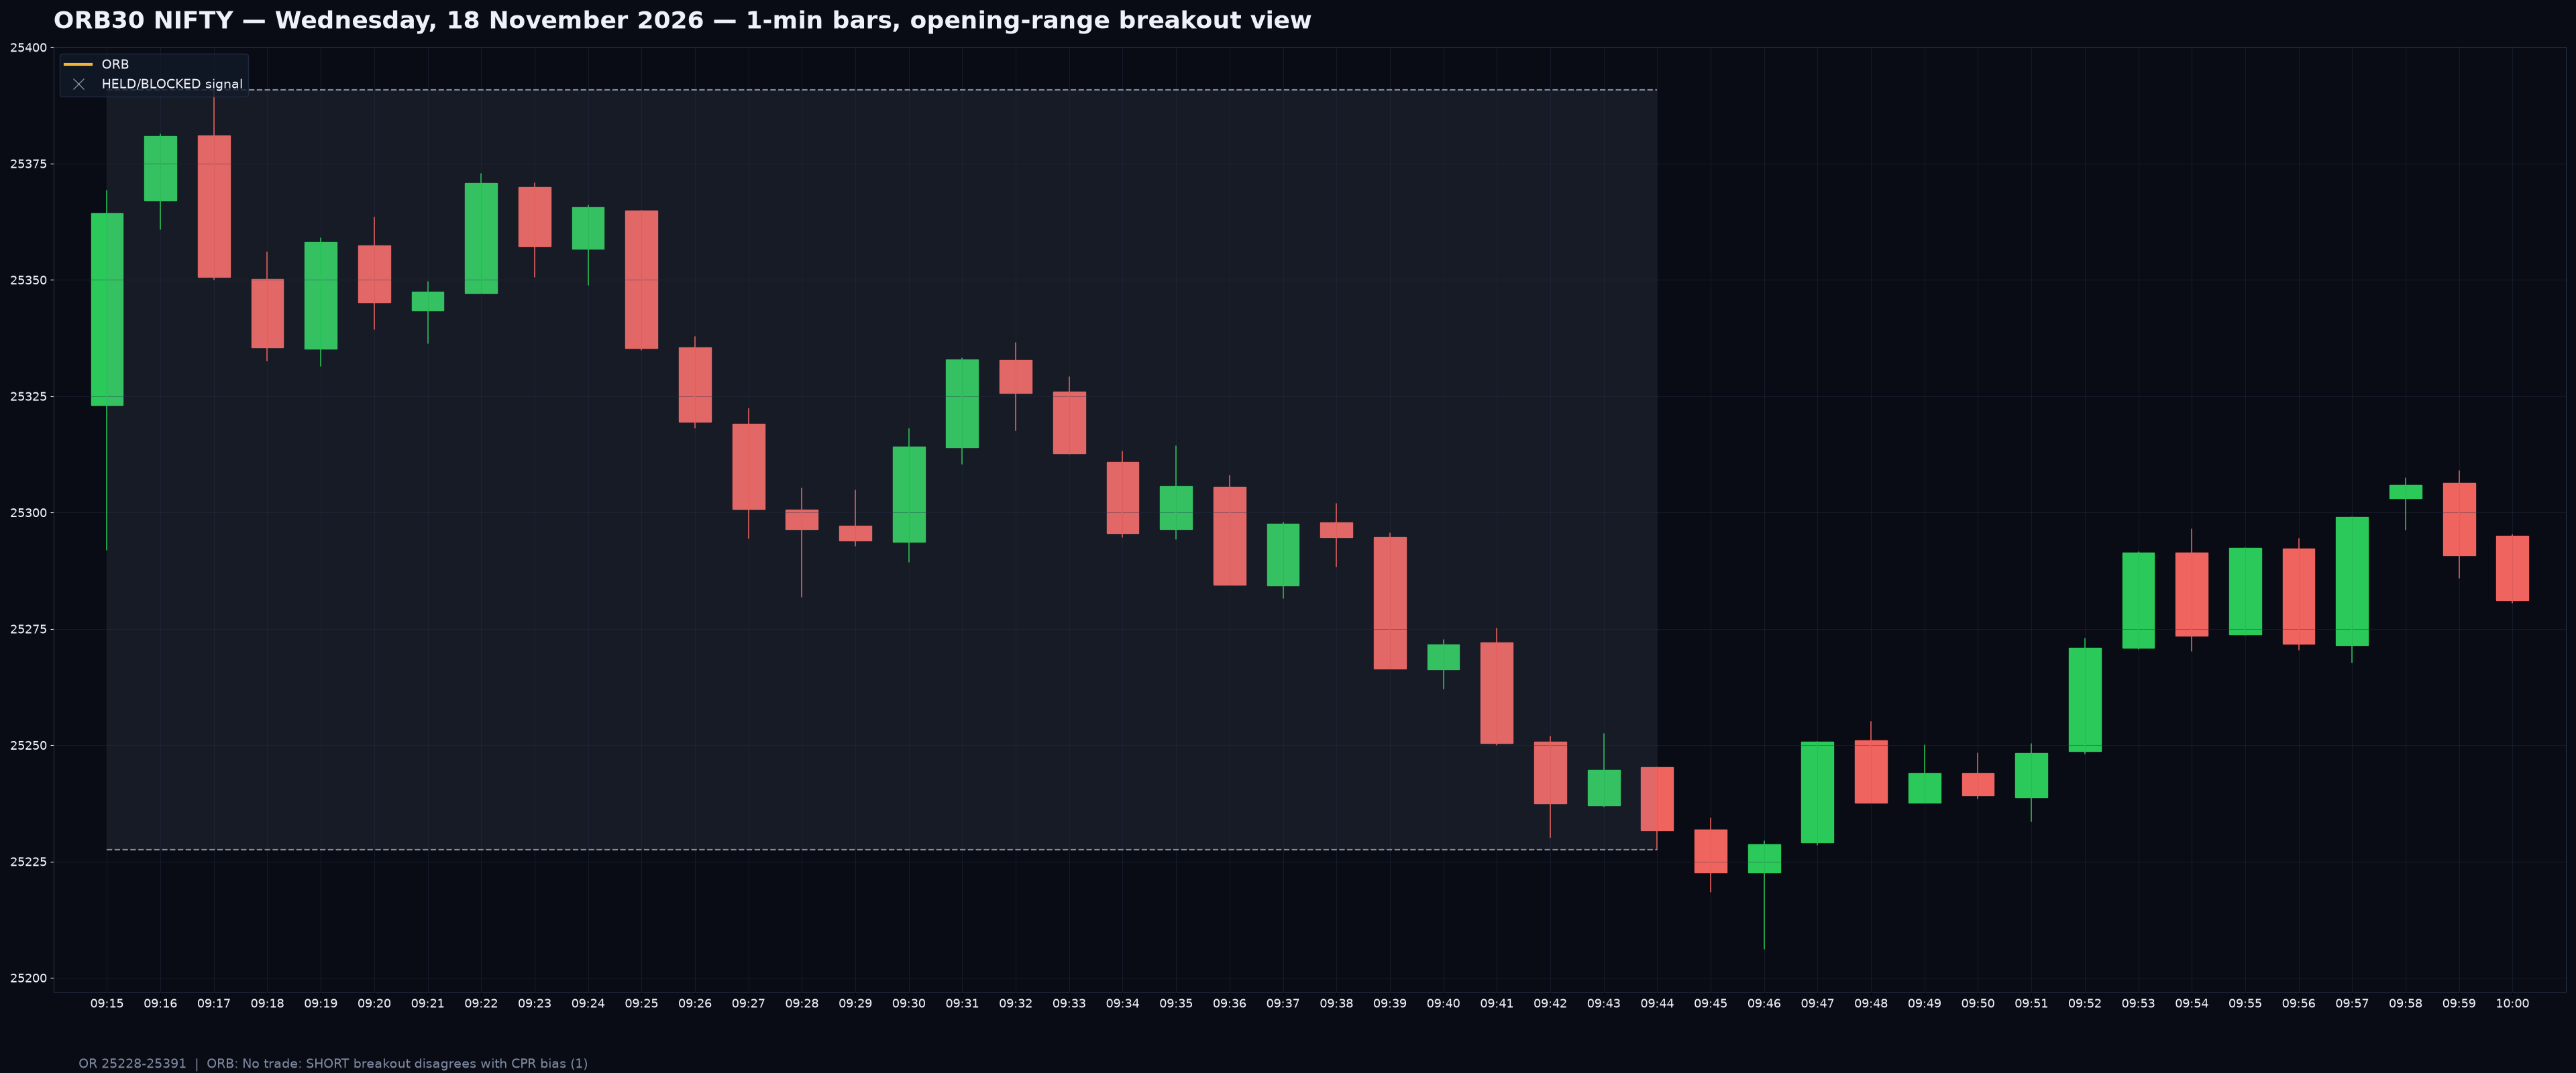 ORB30 NIFTY — Wednesday, 18 November 2026 — 1-min bars, opening-range breakout view
ORB
HELD/BLOCKED signal
25400
25375
25350
25325
25300
25275
25250
25225
25200
09:15 09:16 09:17 09:18 09:19 09:20 09:21 09:22 09:23 09:24 09:25 09:26 09:27 09:28 09:29 09:30 09:31 09:32 09:33 09:34 09:35 09:36 09:37 09:38 09:39 09:40 09:41 09:42 09:43 09:44 09:45 09:46 09:47 09:48 09:49 09:50 09:51 09:52 09:53 09:54 09:55 09:56 09:57 09:58 09:59 10:00
OR 25228-25391 | ORB: No trade: SHORT breakout disagrees with CPR bias (1)